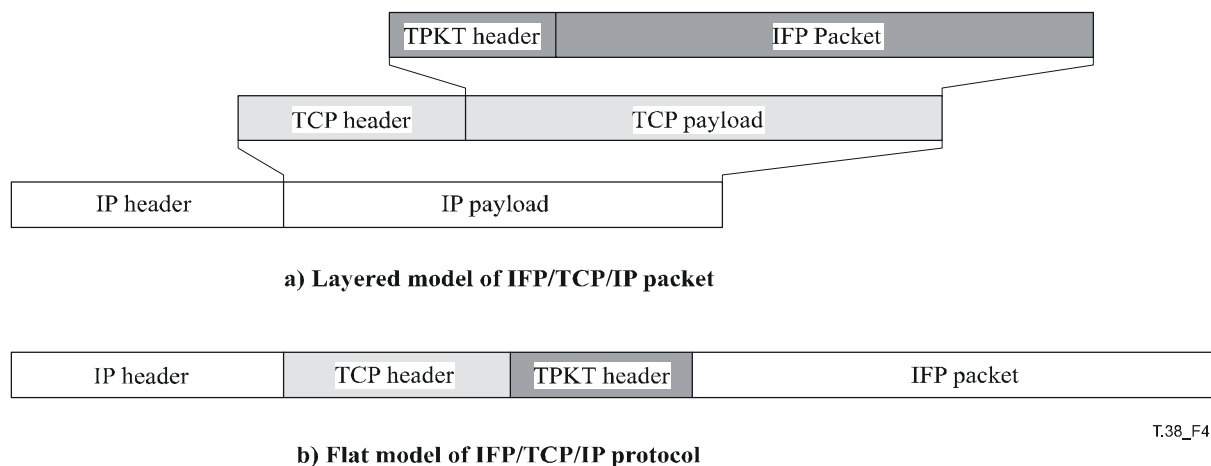 TPKT header IFP Packet
TCP header TCP payload
IP header IP payload
a) Layered model of IFP/TCP/IP packet
IP header TCP header TPKT header IFP packet
T.38_F4
b) Flat model of IFP/TCP/IP protocol